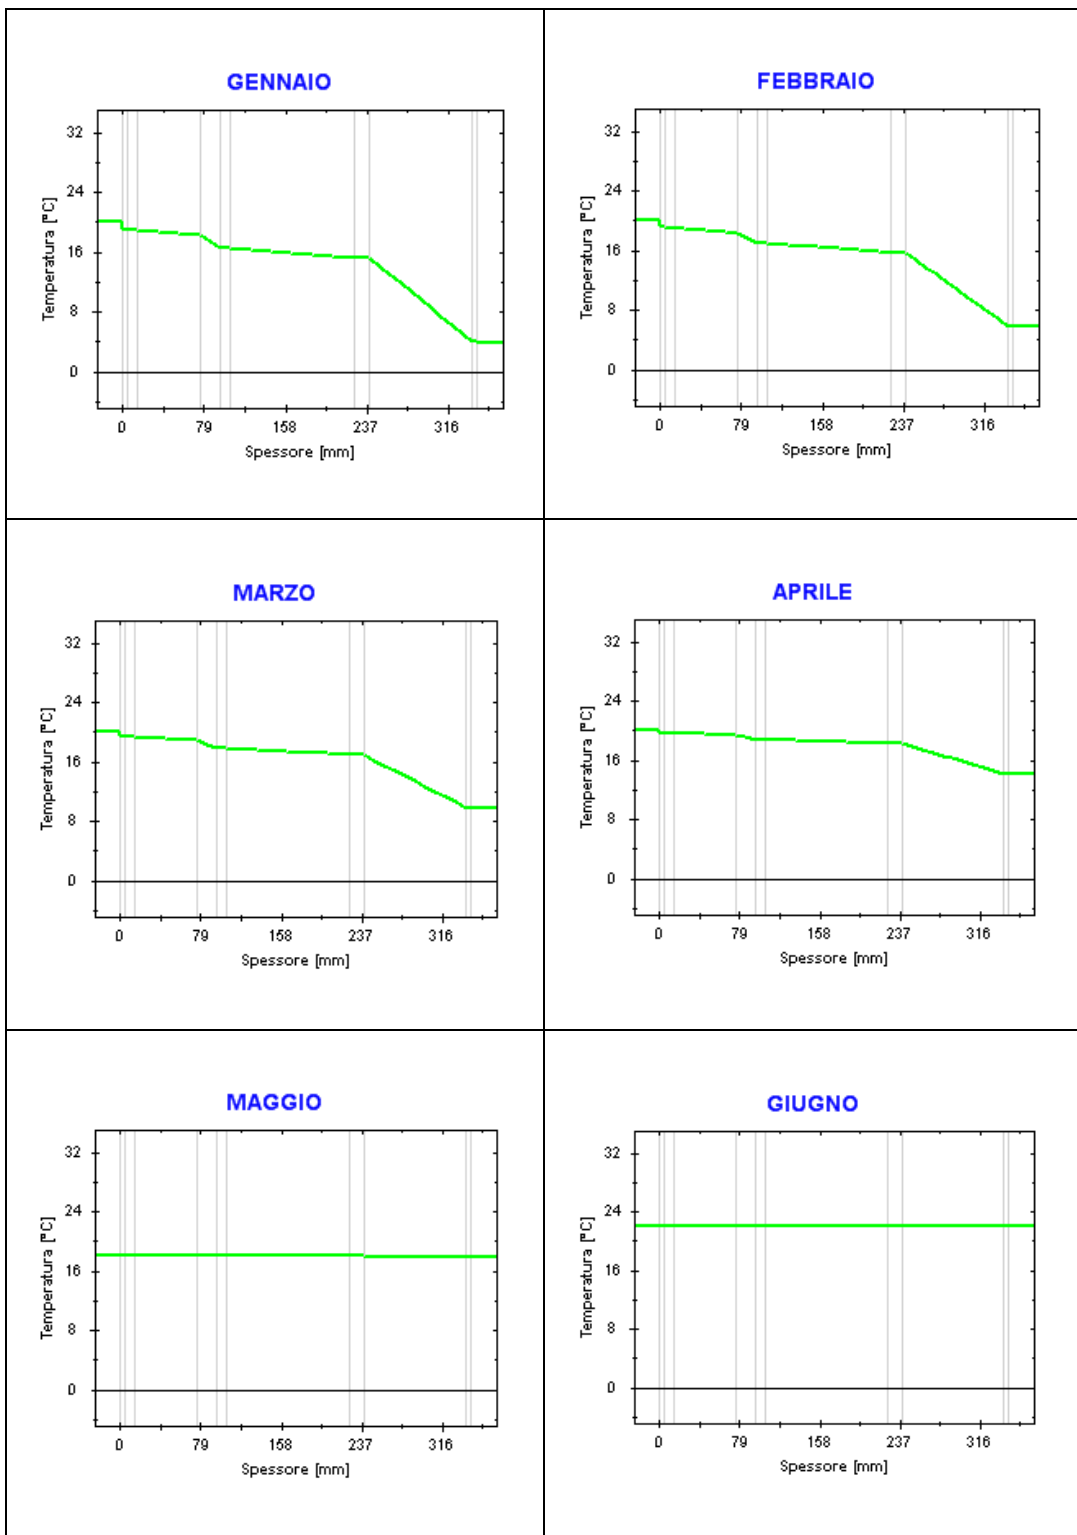 GENNAIO
32
24
16
8
0
Temperatura [°C]
0 79 158 237 316
Spessore [mm]
FEBBRAIO
32
24
16
8
0
Temperatura [°C]
0 79 158 237 316
Spessore [mm]
MARZO
32
24
16
8
0
Temperatura [°C]
0 79 158 237 316
Spessore [mm]
APRILE
32
24
16
8
0
Temperatura [°C]
0 79 158 237 316
Spessore [mm]
MAGGIO
32
24
16
8
0
Temperatura [°C]
0 79 158 237 316
Spessore [mm]
GIUGNO
32
24
16
8
0
Temperatura [°C]
0 79 158 237 316
Spessore [mm]